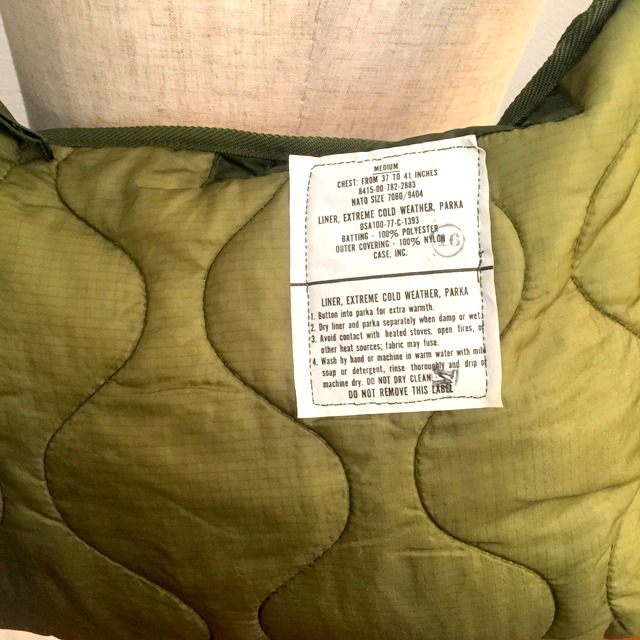 MEDIUM
CHEST: FROM 37 TO 41 INCHES
8415-00-782-2883
NATO SIZE 7080/9404
LINER, EXTREME COLD WEATHER, PARKA
DSA100-77-C-1393
BATTING - 100% POLYESTER
OUTER COVERING - 100% NYLON
CASE, INC.
6
LINER, EXTREME COLD WEATHER, PARKA
1. Button into parka for extra warmth.
2. Dry liner and parka separately when damp or wet.
3. Avoid contact with heated stoves, open fires, or
other heat sources; fabric may fuse.
4. Wash by hand or machine in warm water with mild
soap or detergent, rinse thoroughly and drip or
machine dry. DO NOT DRY CLEAN.
DO NOT REMOVE THIS LABEL